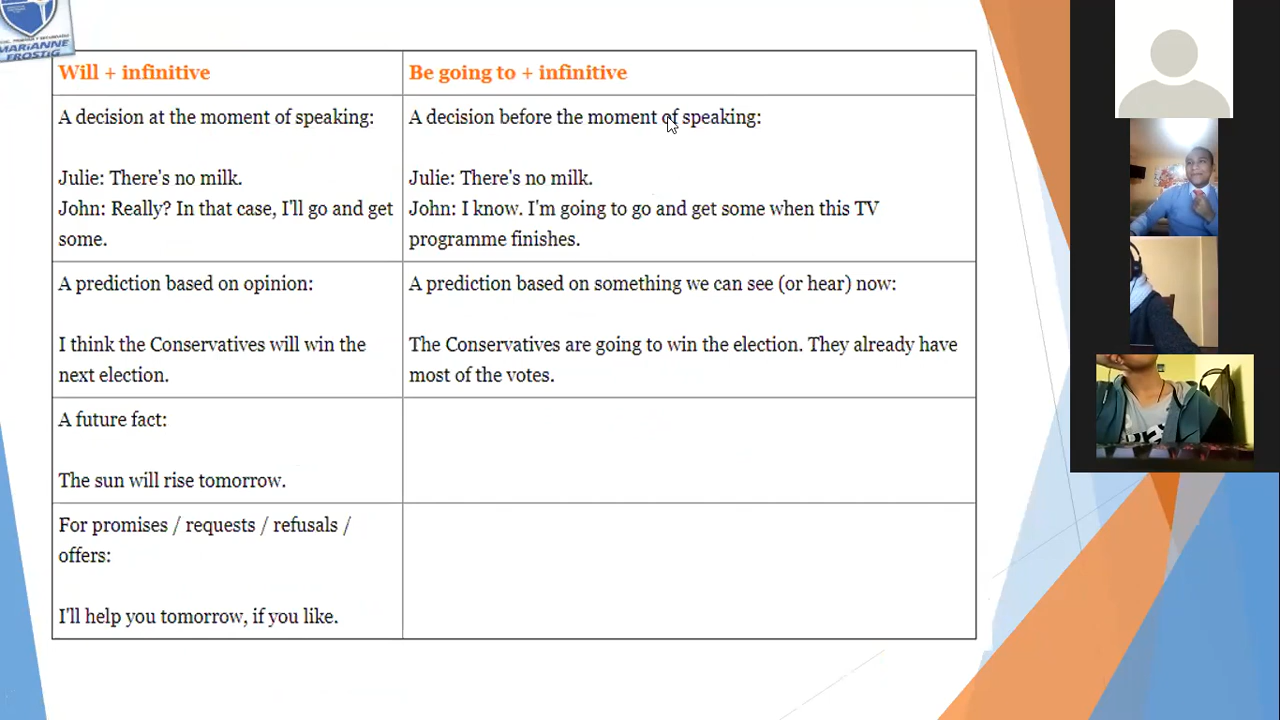 MARIANNE
FROSTIG
Will + infinitive
Be going to + infinitive
A decision at the moment of speaking:
Julie: There's no milk.
John: Really? In that case, I'll go and get
some.
A decision before the moment of speaking:
Julie: There's no milk.
John: I know. I'm going to go and get some when this TV
programme finishes.
A prediction based on opinion:
I think the Conservatives will win the
next election.
A prediction based on something we can see (or hear) now:
The Conservatives are going to win the election. They already have
most of the votes.
A future fact:
The sun will rise tomorrow.
For promises / requests / refusals /
offers:
I'll help you tomorrow, if you like.